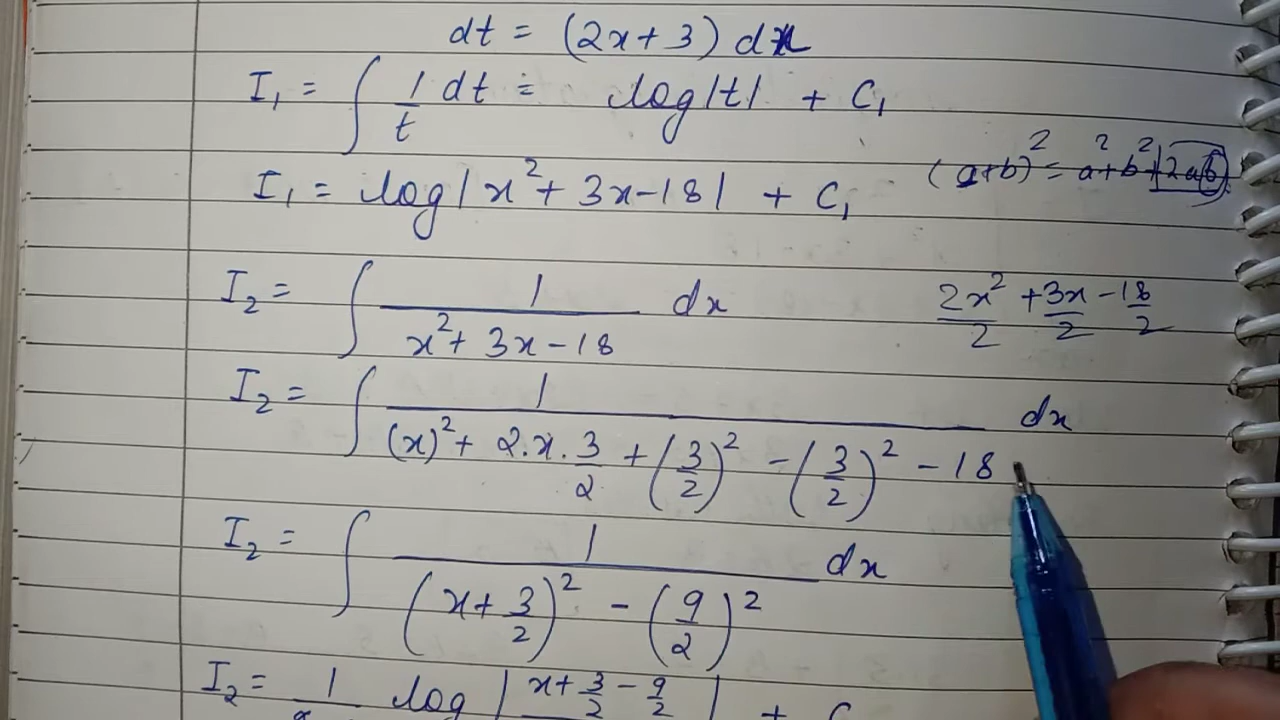 dt = (2x+3) dx
I₁ = ∫ 1/t dt = log|t| + C₁
(a+b)² = a²+b²+2ab
I₁ = log|x²+3x-18| + C₁
I₂ = ∫ 1/(x²+3x-18) dx
2x²/2 + 3x/2 - 18/2
I₂ = ∫ 1/((x)²+2.x.3/2+(3/2)²-(3/2)²-18) dx
I₂ = ∫ 1/((x+3/2)²-(9/2)²) dx
I₂ = 1 log | x+3/2-9/2 | + C